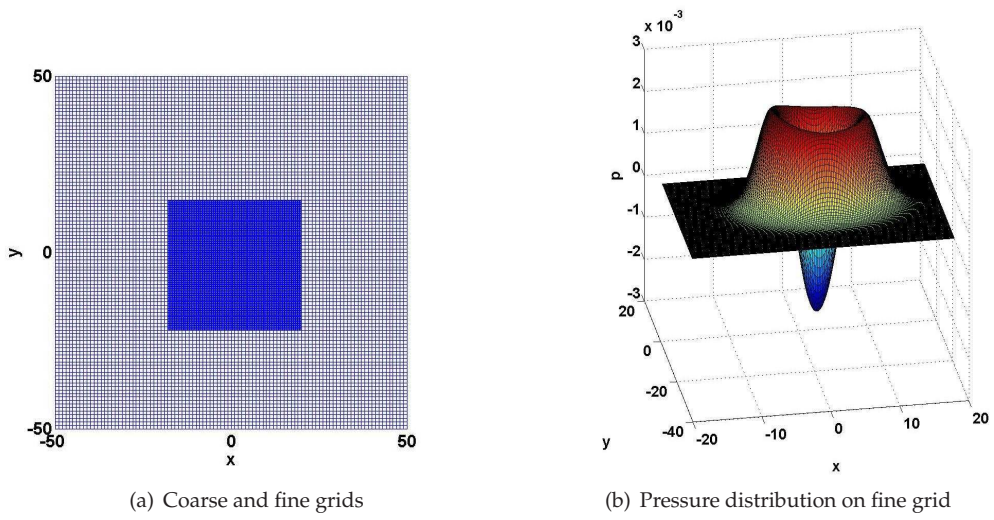 50
y
0
-50
-50
0
50
x
(a) Coarse and fine grids
x 10⁻³
3
2
1
0
p
-1
-2
-3
20
0
-20
y
-40
-20
-10
0
10
20
x
(b) Pressure distribution on fine grid